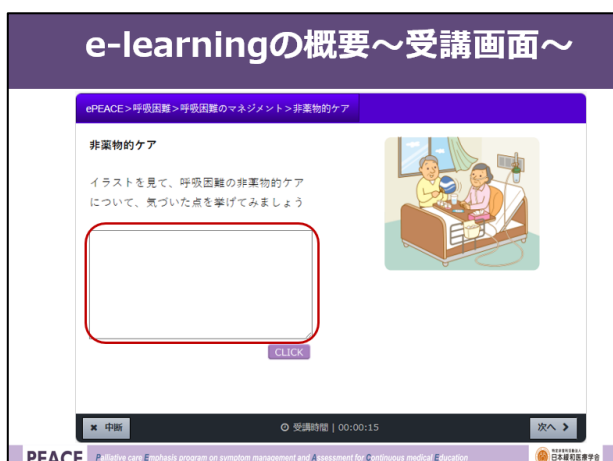 e-learningの概要～受講画面～
ePEACE＞呼吸困難＞呼吸困難のマネジメント＞非薬物的ケア
非薬物的ケア
イラストを見て、呼吸困難の非薬物的ケア
について、気づいた点を挙げてみましょう
CLICK
✖ 中断
受講時間 | 00:00:15
次へ ❯
PEACE
Palliative care Emphasis program on symptom management and Assessment for Continuous medical Education
日本緩和医療学会